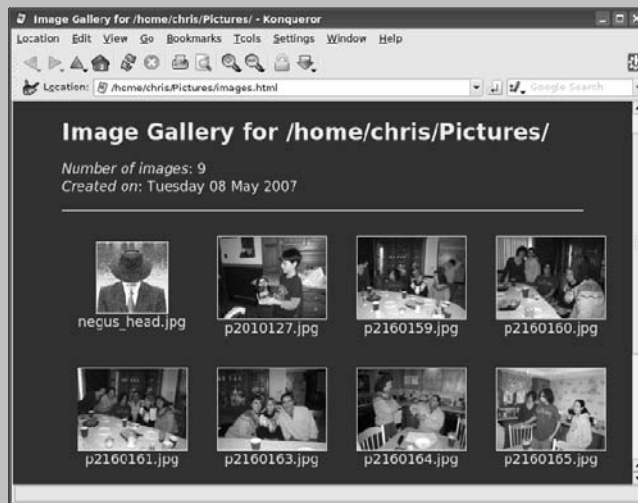 Image Gallery for /home/chris/Pictures/ - Konqueror
Location Edit View Go Bookmarks Tools Settings Window Help
Location: /home/chris/Pictures/images.html Google Search
Image Gallery for /home/chris/Pictures/
Number of images: 9
Created on: Tuesday 08 May 2007
negus_head.jpg p2010127.jpg p2160159.jpg p2160160.jpg
p2160161.jpg p2160163.jpg p2160164.jpg p2160165.jpg